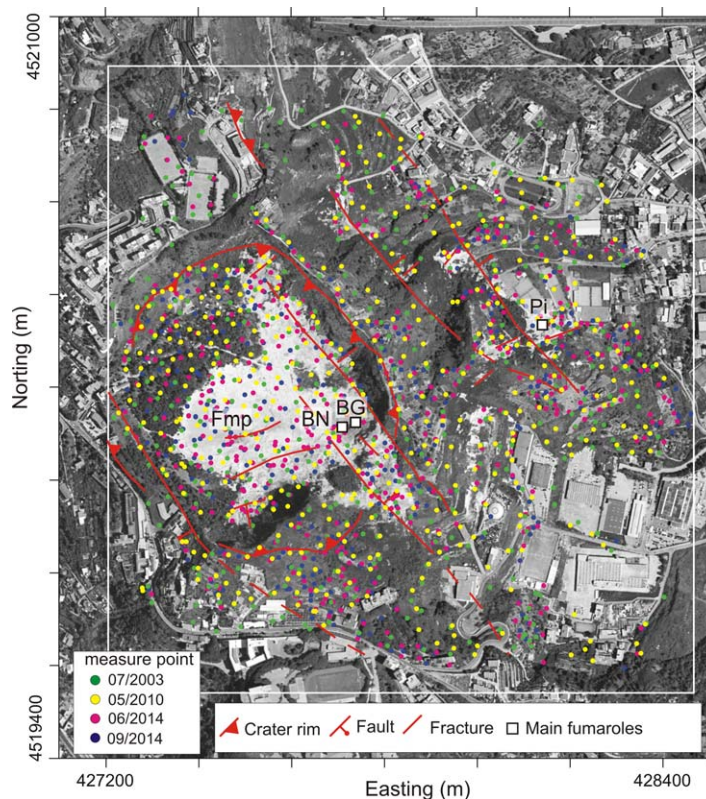 4521000
Norting (m)
Pi
Fmp
BN
BG
measure point
07/2003
05/2010
06/2014
09/2014
4519400
Crater rim
Fault
Fracture
Main fumaroles
427200
Easting (m)
428400